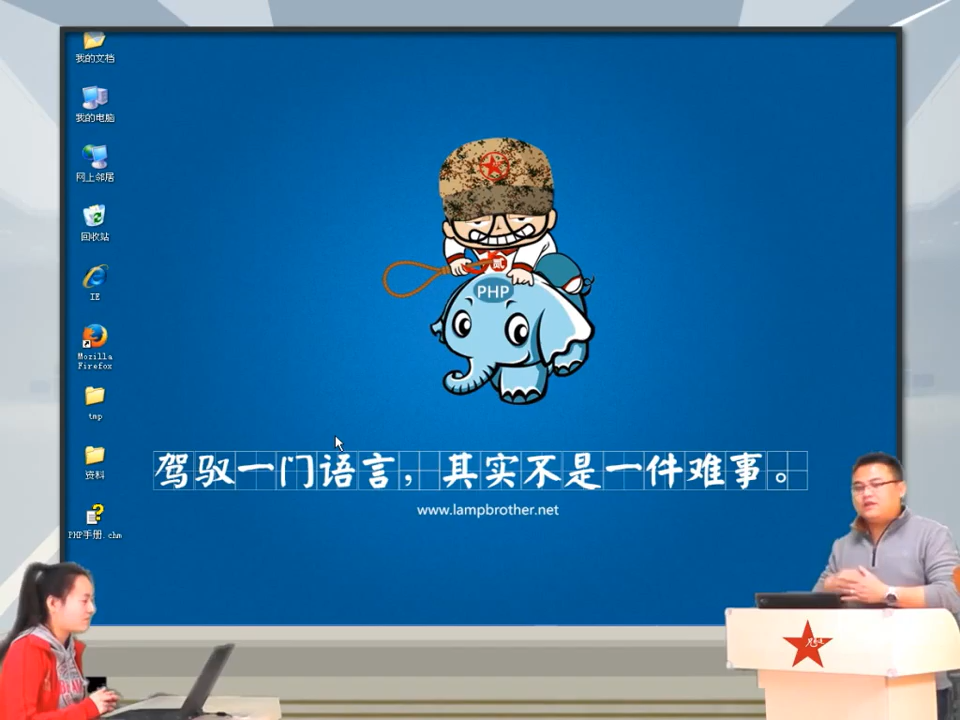 我的文档
我的电脑
网上邻居
回收站
IE
Mozilla
Firefox
tmp
资料
PHP手册.chm
贰
PHP
驾驭一门语言，其实不是一件难事。
www.lampbrother.net